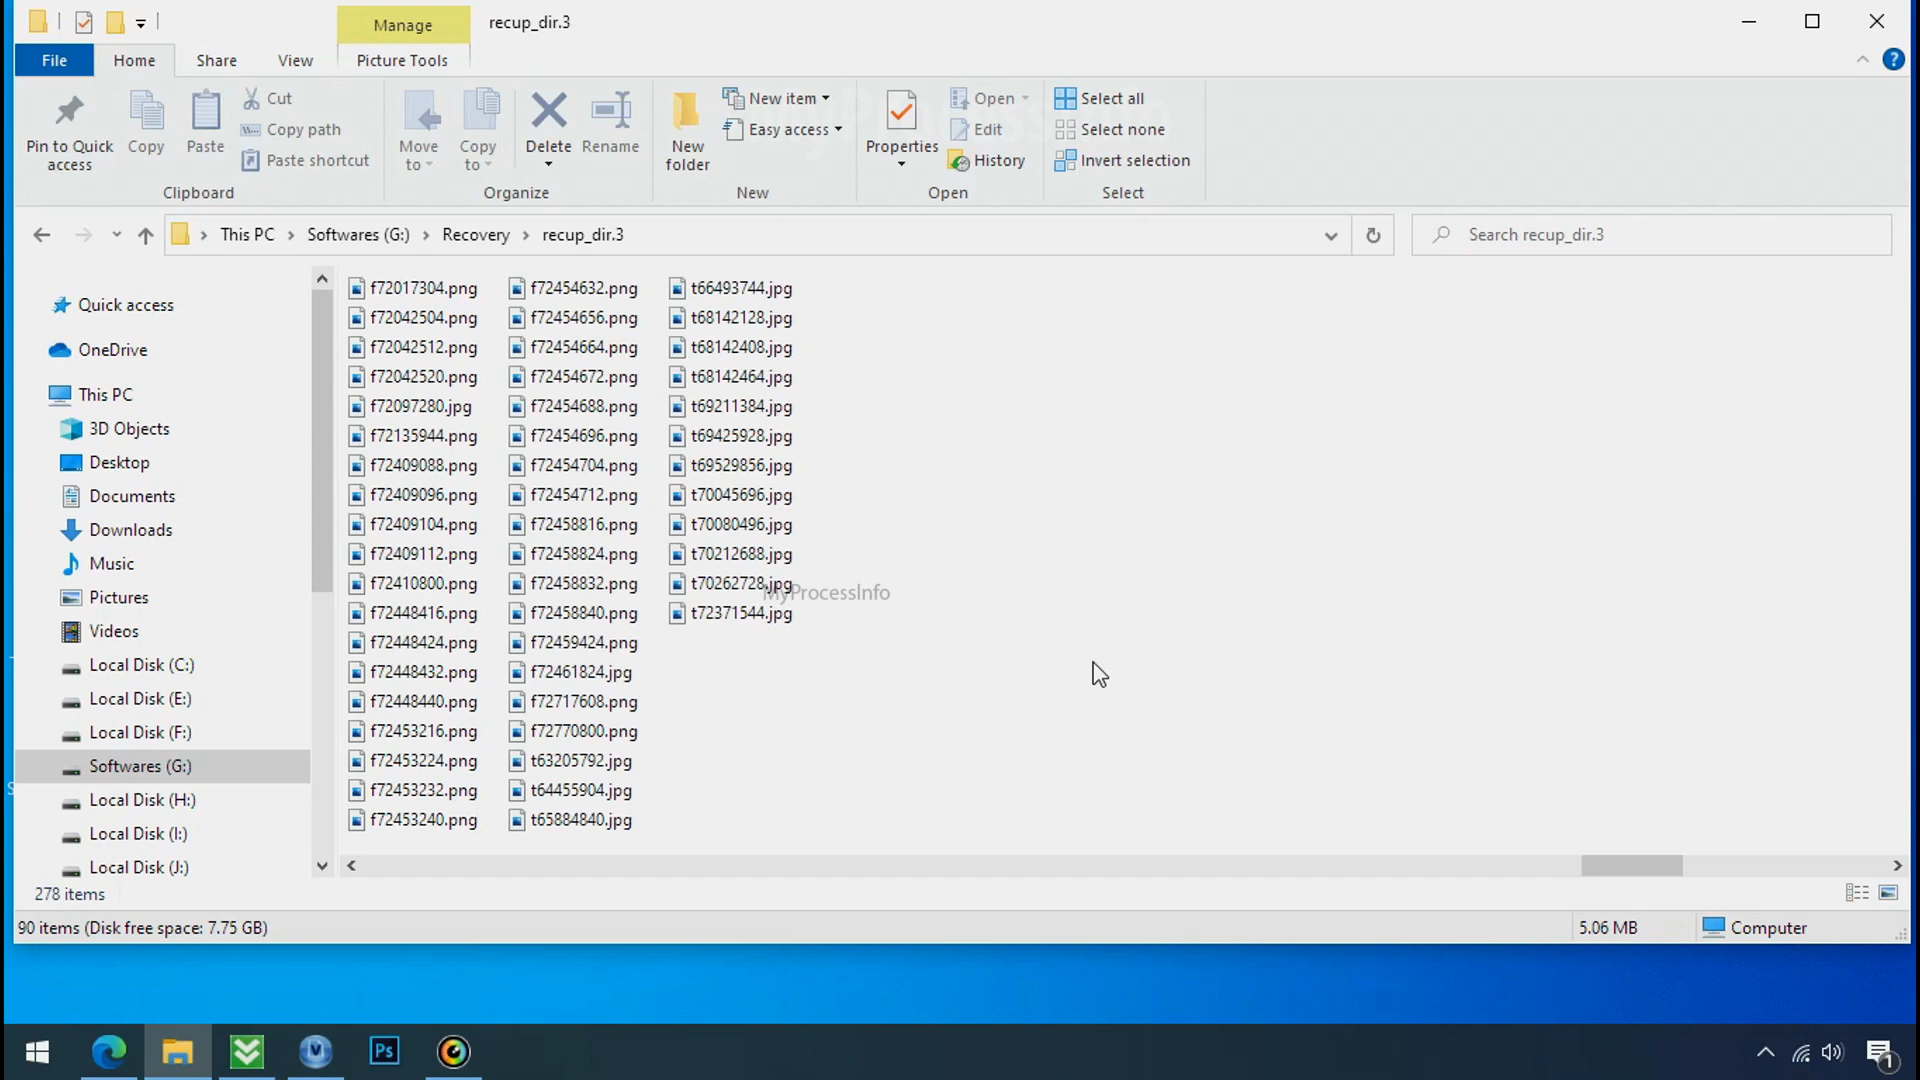 Manage
recup_dir.3
File
Home
Share
View
Picture Tools
Pin to Quick access
Copy
Paste
Cut
Copy path
Paste shortcut
Clipboard
Move to
Copy to
Delete
Rename
Organize
New folder
New item
Easy access
New
Properties
Open
Edit
History
Open
Select all
Select none
Invert selection
Select
This PC
Softwares (G:)
Recovery
recup_dir.3
Search recup_dir.3
Quick access
OneDrive
This PC
3D Objects
Desktop
Documents
Downloads
Music
Pictures
Videos
Local Disk (C:)
Local Disk (E:)
Local Disk (F:)
Softwares (G:)
Local Disk (H:)
Local Disk (I:)
Local Disk (J:)
f72017304.png
f72042504.png
f72042512.png
f72042520.png
f72097280.jpg
f72135944.png
f72409088.png
f72409096.png
f72409104.png
f72409112.png
f72410800.png
f72448416.png
f72448424.png
f72448432.png
f72448440.png
f72453216.png
f72453224.png
f72453232.png
f72453240.png
f72454632.png
f72454656.png
f72454664.png
f72454672.png
f72454688.png
f72454696.png
f72454704.png
f72454712.png
f72458816.png
f72458824.png
f72458832.png
f72458840.png
f72459424.png
f72461824.jpg
f72717608.png
f72770800.png
t63205792.jpg
t64455904.jpg
t65884840.jpg
t66493744.jpg
t68142128.jpg
t68142408.jpg
t68142464.jpg
t69211384.jpg
t69425928.jpg
t69529856.jpg
t70045696.jpg
t70080496.jpg
t70212688.jpg
t70262728.jpg
t72371544.jpg
MyProcessInfo
278 items
90 items (Disk free space: 7.75 GB)
5.06 MB
Computer
Ps
1